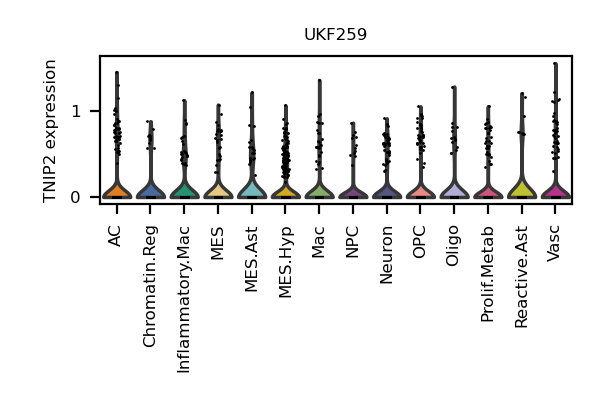 UKF259
TNIP2 expression
1
0
AC
Chromatin.Reg
Inflammatory.Mac
MES
MES.Ast
MES.Hyp
Mac
NPC
Neuron
OPC
Oligo
Prolif.Metab
Reactive.Ast
Vasc